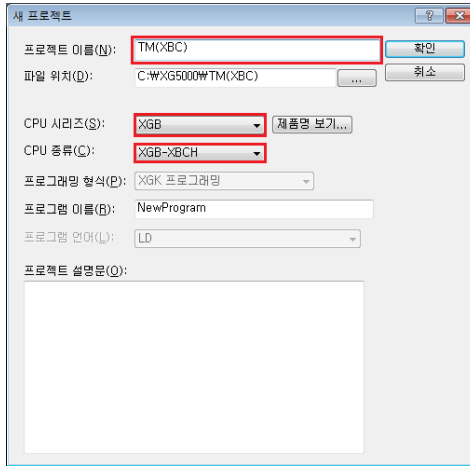 새 프로젝트
프로젝트 이름(N): TM(XBC) 확인
파일 위치(D): C:₩XG5000₩TM(XBC) ... 취소
CPU 시리즈(S): XGB 제품명 보기...
CPU 종류(C): XGB-XBCH
프로그래밍 형식(P): XGK 프로그래밍
프로그램 이름(R): NewProgram
프로그램 언어(L): LD
프로젝트 설명문(O):